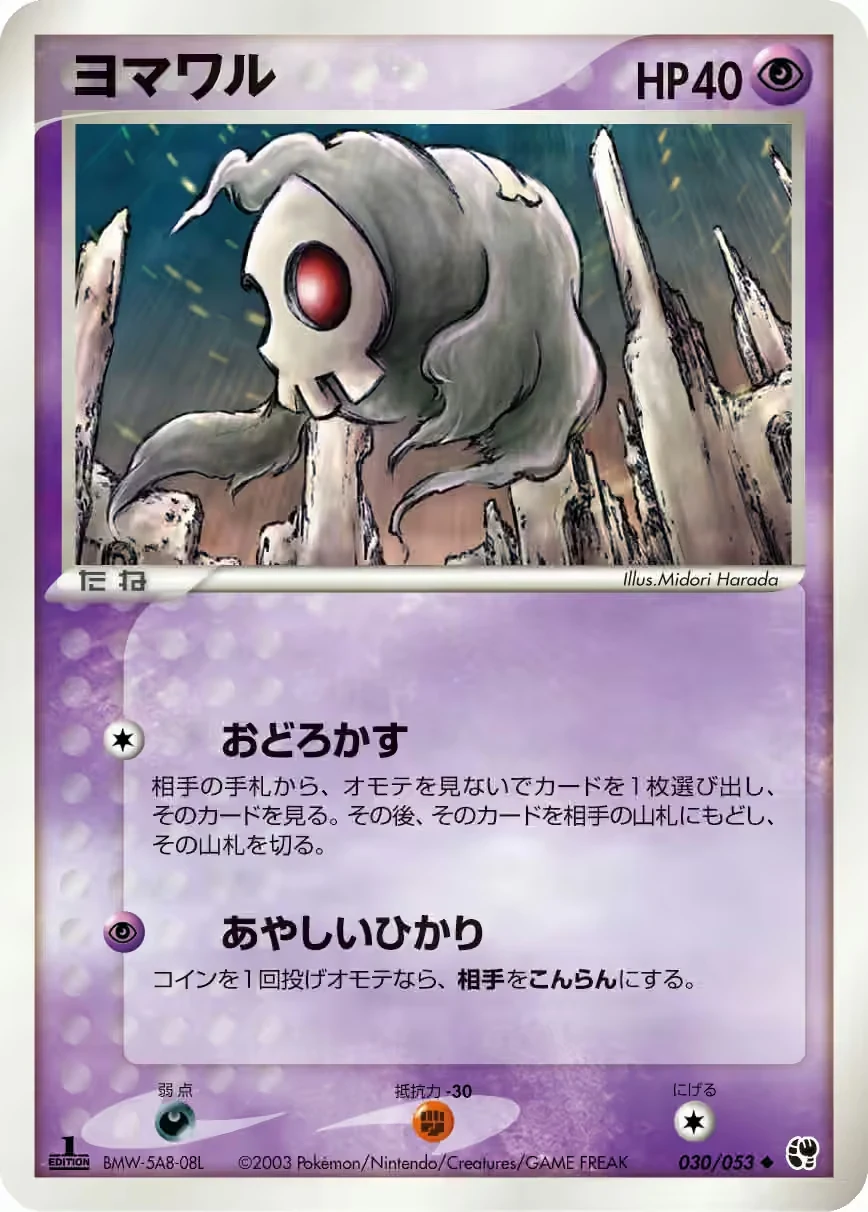 ヨマワル
HP40
たね
Illus.Midori Harada
おどろかす
相手の手札から、オモテを見ないでカードを1枚選び出し、
そのカードを見る。その後、そのカードを相手の山札にもどし、
その山札を切る。
あやしいひかり
コインを1回投げオモテなら、相手をこんらんにする。
弱点
抵抗力 -30
にげる
1 EDITION
BMW-5A8-08L
©2003 Pokémon/Nintendo/Creatures/GAME FREAK
030/053 ◆